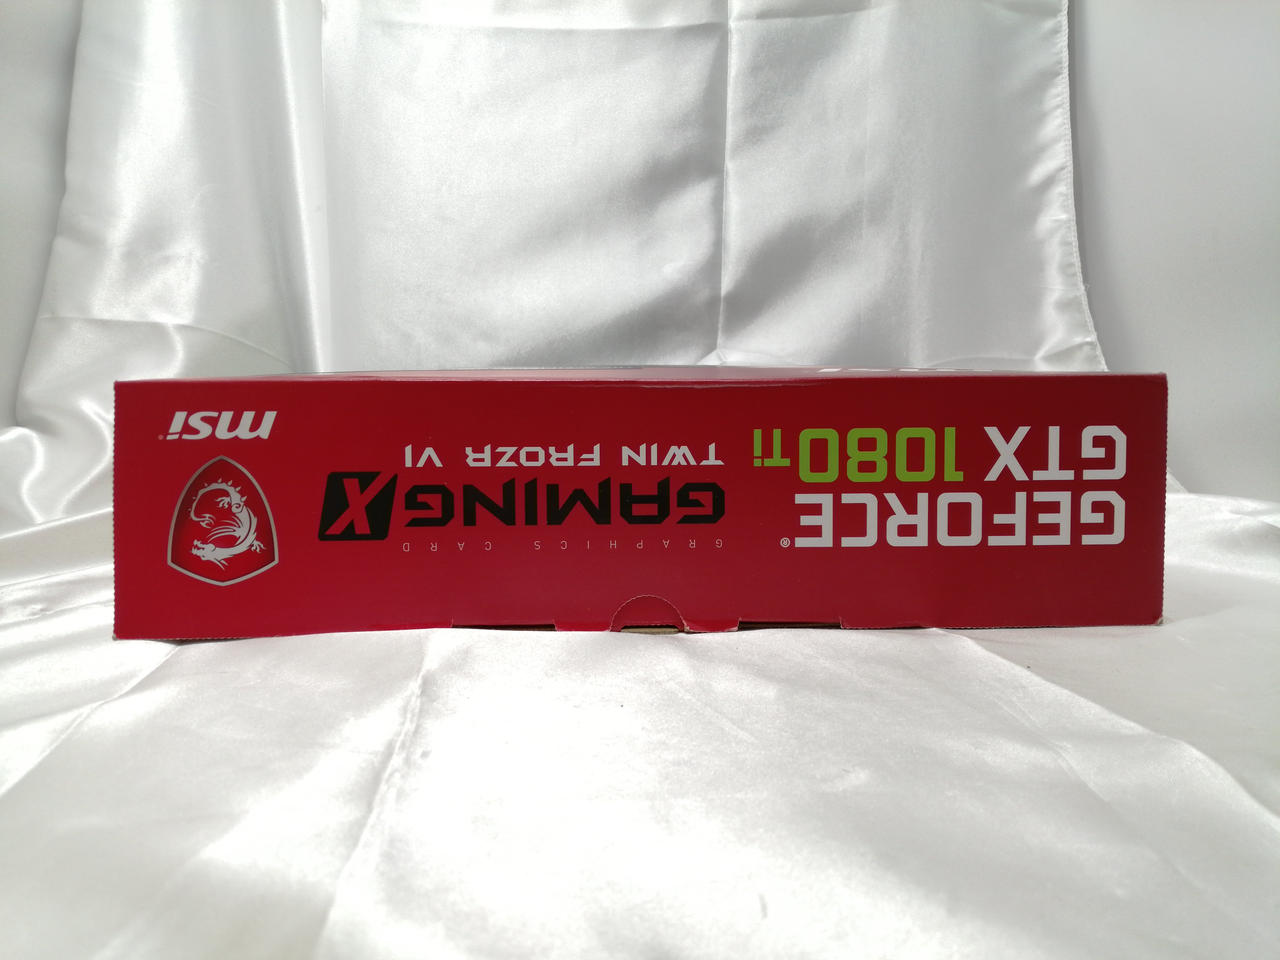 GEFORCE®
GTX 1080Ti
GRAPHICS CARD
GAMING X
TWIN FROZR VI
msi